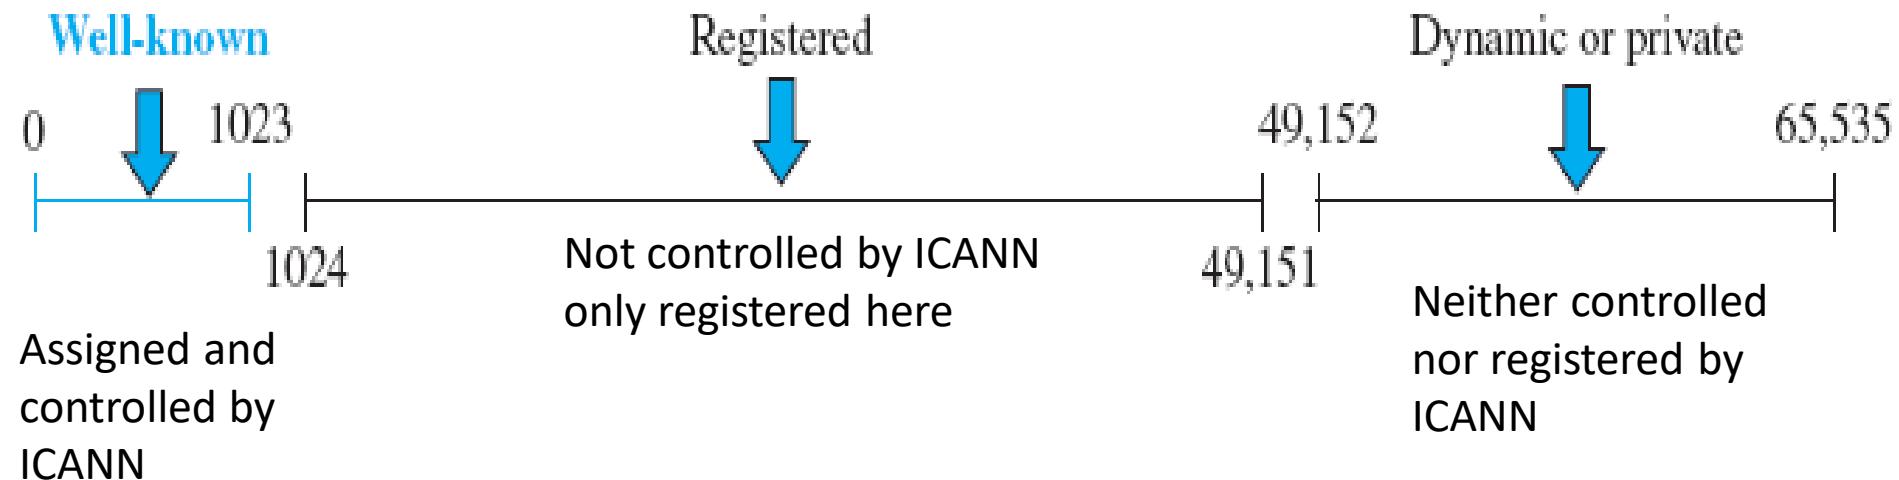 Well-known
Registered
Dynamic or private
0
1023
49,152
65,535
1024
49,151
Not controlled by ICANN
only registered here
Assigned and
controlled by
ICANN
Neither controlled
nor registered by
ICANN